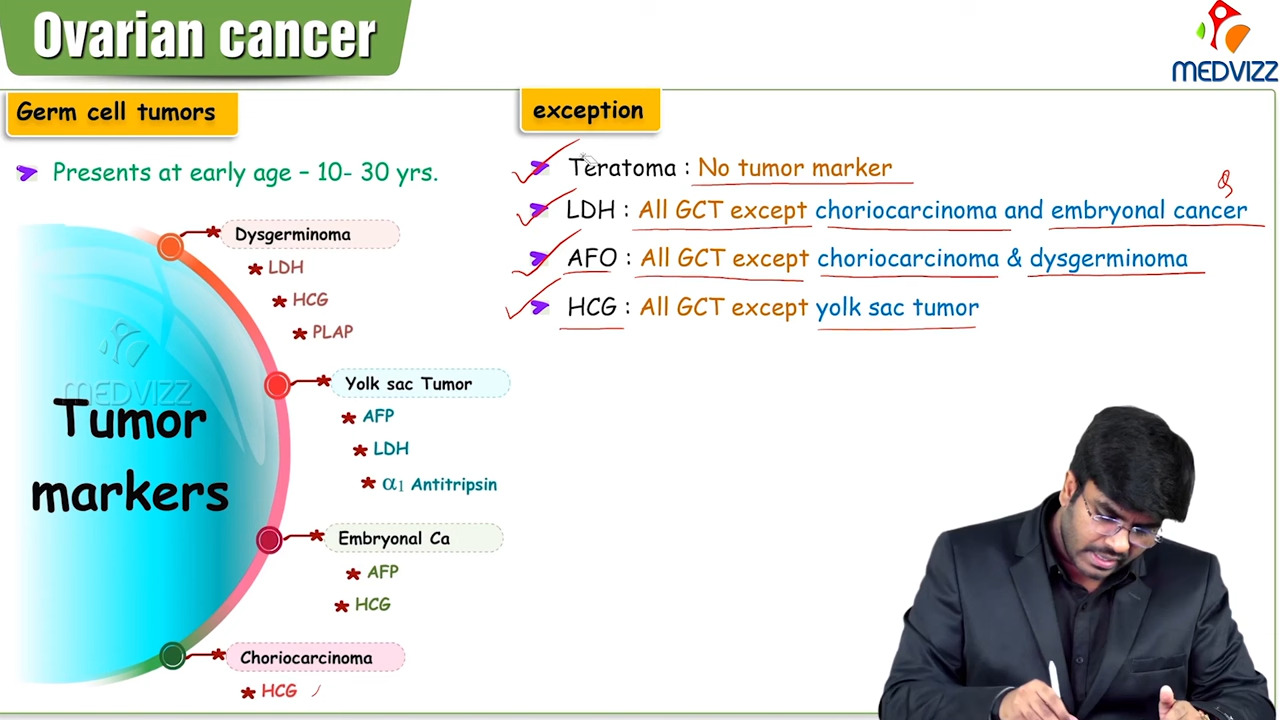 Ovarian cancer
MEDVIZZ
Germ cell tumors
Presents at early age – 10- 30 yrs.
Tumor
markers
MEDVIZZ
Dysgerminoma
LDH
HCG
PLAP
Yolk sac Tumor
AFP
LDH
α1 Antitripsin
Embryonal Ca
AFP
HCG
Choriocarcinoma
HCG
exception
Teratoma : No tumor marker
LDH : All GCT except choriocarcinoma and embryonal cancer
AFO : All GCT except choriocarcinoma & dysgerminoma
HCG : All GCT except yolk sac tumor